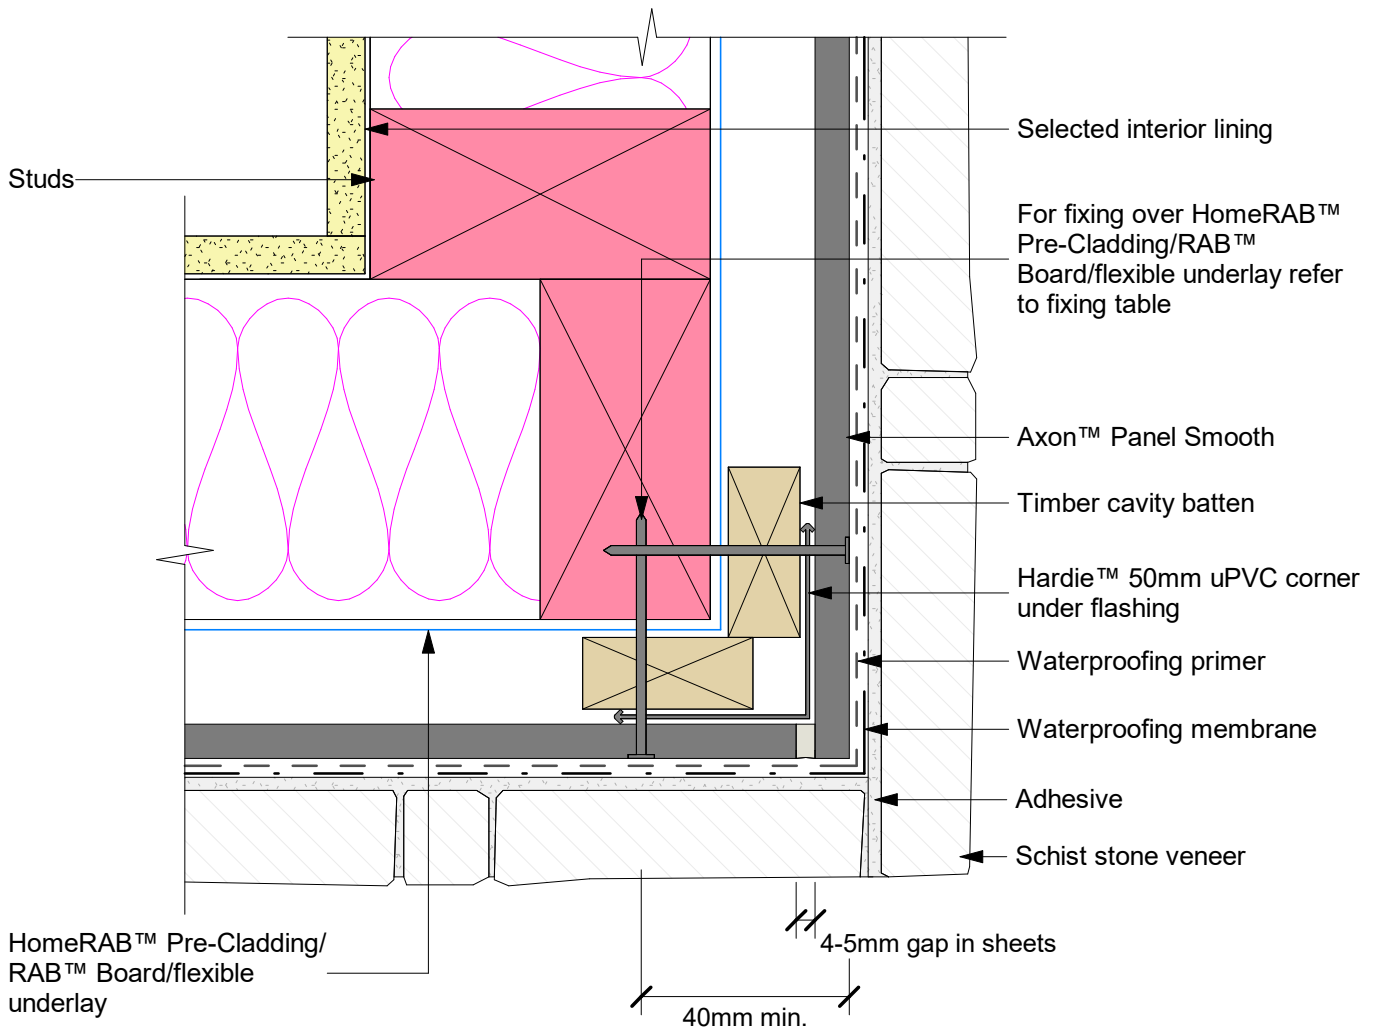 Selected interior lining
Studs
For fixing over HomeRAB™
Pre-Cladding/RAB™
Board/flexible underlay refer
to fixing table
Axon™ Panel Smooth
Timber cavity batten
Hardie™ 50mm uPVC corner
under flashing
Waterproofing primer
Waterproofing membrane
Adhesive
Schist stone veneer
HomeRAB™ Pre-Cladding/
RAB™ Board/flexible
underlay
4-5mm gap in sheets
40mm min.